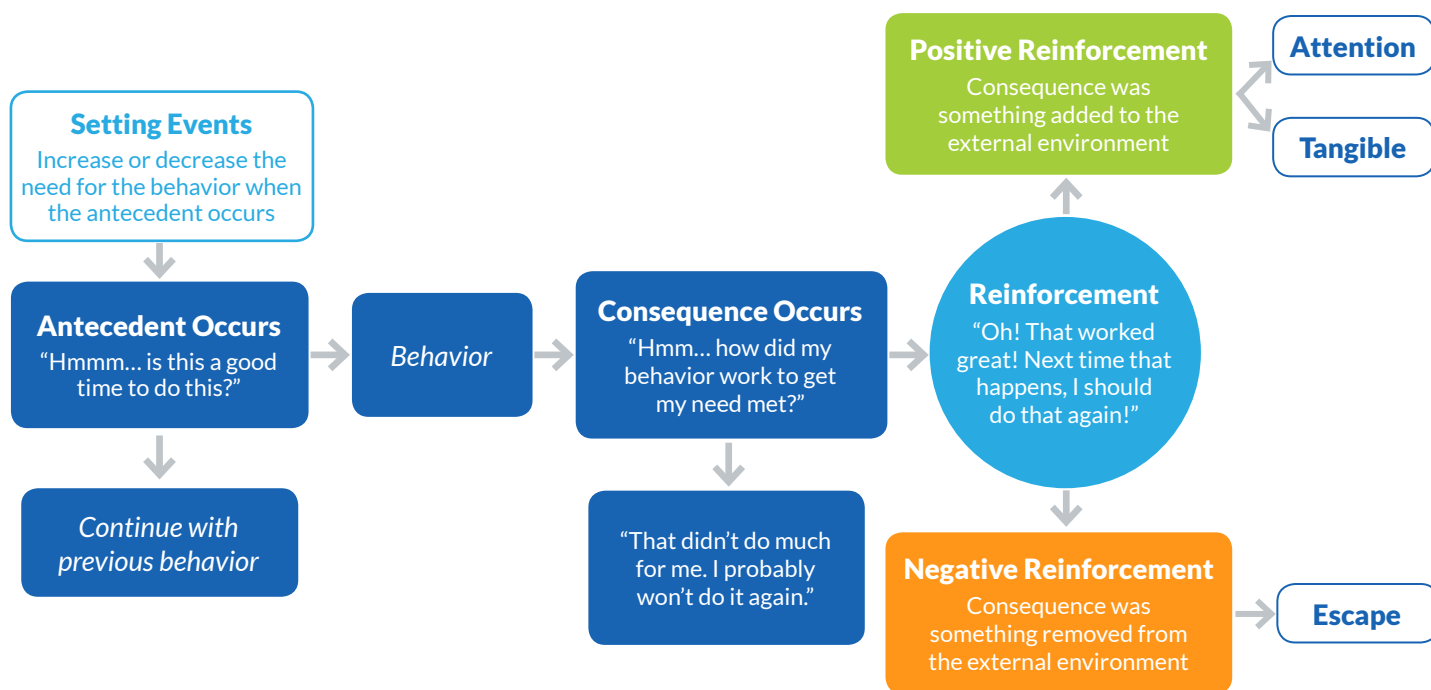 Setting Events
Increase or decrease the
need for the behavior when
the antecedent occurs
Antecedent Occurs
“Hmmm... is this a good
time to do this?”
Continue with
previous behavior
Behavior
Consequence Occurs
“Hmm... how did my
behavior work to get
my need met?”
“That didn’t do much
for me. I probably
won’t do it again.”
Reinforcement
“Oh! That worked
great! Next time that
happens, I should
do that again!”
Positive Reinforcement
Consequence was
something added to the
external environment
Attention
Tangible
Negative Reinforcement
Consequence was
something removed from
the external environment
Escape